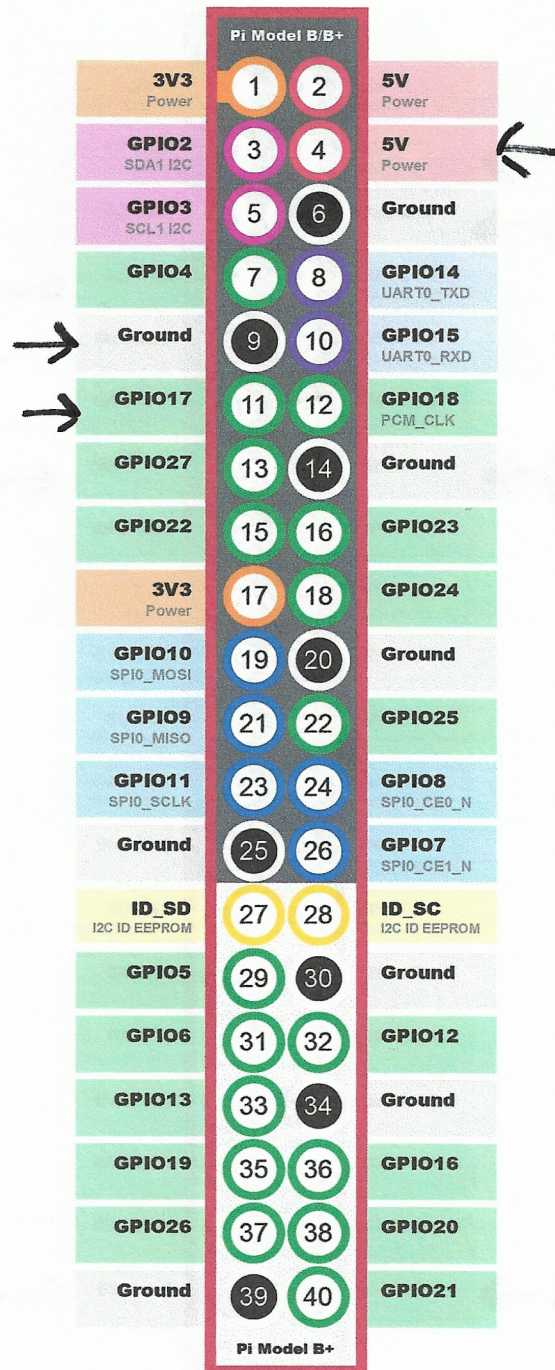 Pi Model B/B+
3V3 1 2 5V
Power Power
GPIO2 3 4 5V
SDA1 I2C Power
GPIO3 5 6 Ground
SCL1 I2C
GPIO4 7 8 GPIO14
UART0_TXD
Ground 9 10 GPIO15
UART0_RXD
GPIO17 11 12 GPIO18
PCM_CLK
GPIO27 13 14 Ground
GPIO22 15 16 GPIO23
3V3 17 18 GPIO24
Power
GPIO10 19 20 Ground
SPI0_MOSI
GPIO9 21 22 GPIO25
SPI0_MISO
GPIO11 23 24 GPIO8
SPI0_SCLK SPI0_CE0_N
Ground 25 26 GPIO7
SPI0_CE1_N
ID_SD 27 28 ID_SC
I2C ID EEPROM I2C ID EEPROM
GPIO5 29 30 Ground
GPIO6 31 32 GPIO12
GPIO13 33 34 Ground
GPIO19 35 36 GPIO16
GPIO26 37 38 GPIO20
Ground 39 40 GPIO21
Pi Model B+